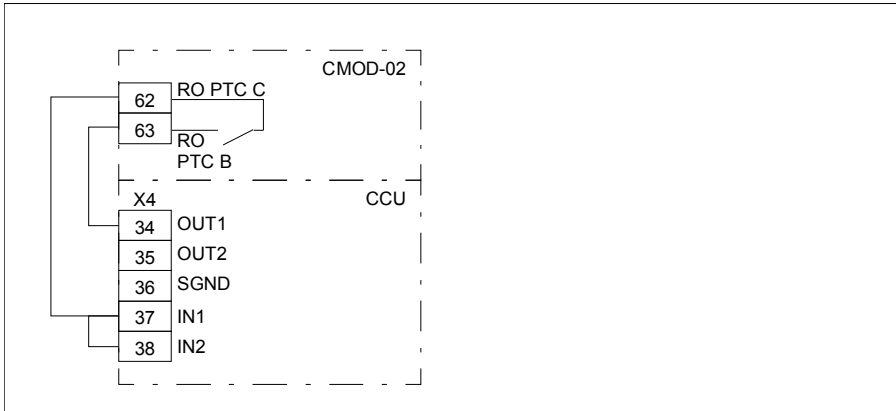 CMOD-02
62 RO PTC C
63 RO
PTC B
X4 CCU
34 OUT1
35 OUT2
36 SGND
37 IN1
38 IN2